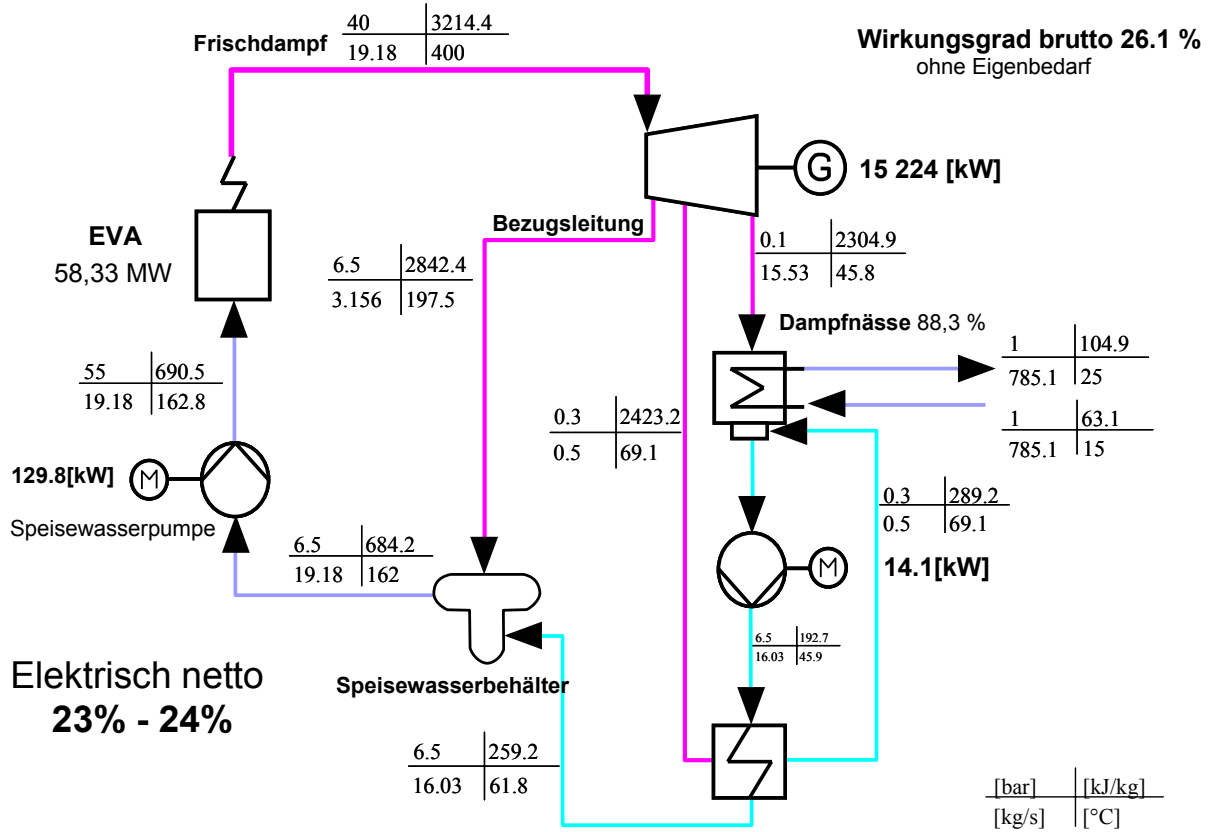 40 3214.4
19.18 400
Frischdampf
Wirkungsgrad brutto 26.1 %
ohne Eigenbedarf
G
15 224 [kW]
EVA
58,33 MW
Bezugsleitung
6.5 2842.4
3.156 197.5
0.1 2304.9
15.53 45.8
Dampfnässe 88,3 %
1 104.9
785.1 25
1 63.1
785.1 15
55 690.5
19.18 162.8
0.3 2423.2
0.5 69.1
129.8[kW]
M
Speisewasserpumpe
0.3 289.2
0.5 69.1
6.5 684.2
19.18 162
M
14.1[kW]
6.5 192.7
16.03 45.9
Elektrisch netto
23% - 24%
Speisewasserbehälter
6.5 259.2
16.03 61.8
[bar] [kJ/kg]
[kg/s] [°C]